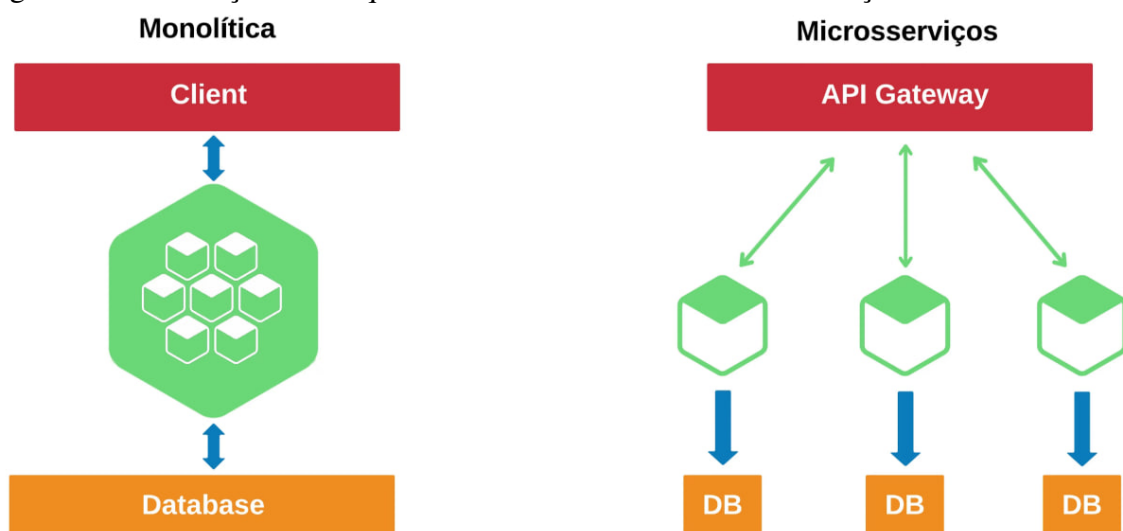 Monolítica
Client
Database
Microsserviços
API Gateway
DB
DB
DB